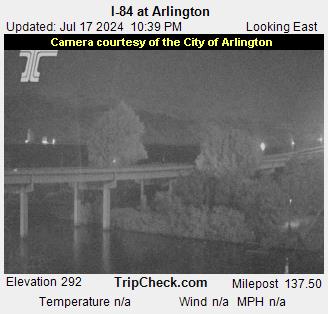 I-84 at Arlington
Updated: Jul 17 2024 10:39 PM Looking East
Camera courtesy of the City of Arlington
Elevation 292 TripCheck.com Milepost 137.50
Temperature n/a Wind n/a MPH n/a